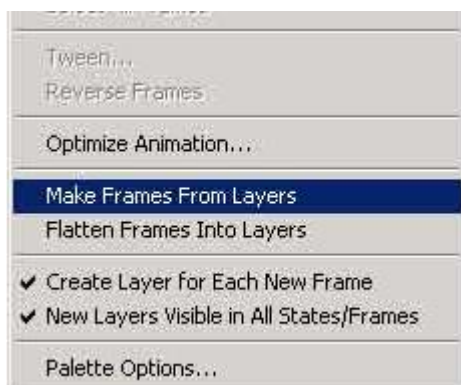 Tween...
Reverse Frames
Optimize Animation...
Make Frames From Layers
Flatten Frames Into Layers
Create Layer for Each New Frame
New Layers Visible in All States/Frames
Palette Options...